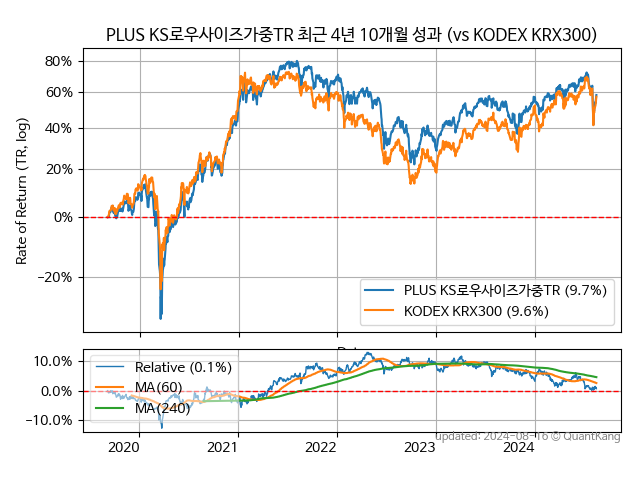 PLUS KS로우사이즈가중TR 최근 4년 10개월 성과 (vs KODEX KRX300)
Rate of Return (TR, log)
80%
60%
40%
20%
0%
−20%
PLUS KS로우사이즈가중TR (9.7%)
KODEX KRX300 (9.6%)
10.0%
0.0%
−10.0%
Relative (0.1%)
MA(60)
MA(240)
2020
2021
2022
2023
2024
updated: 2024-08-16 © QuantKang